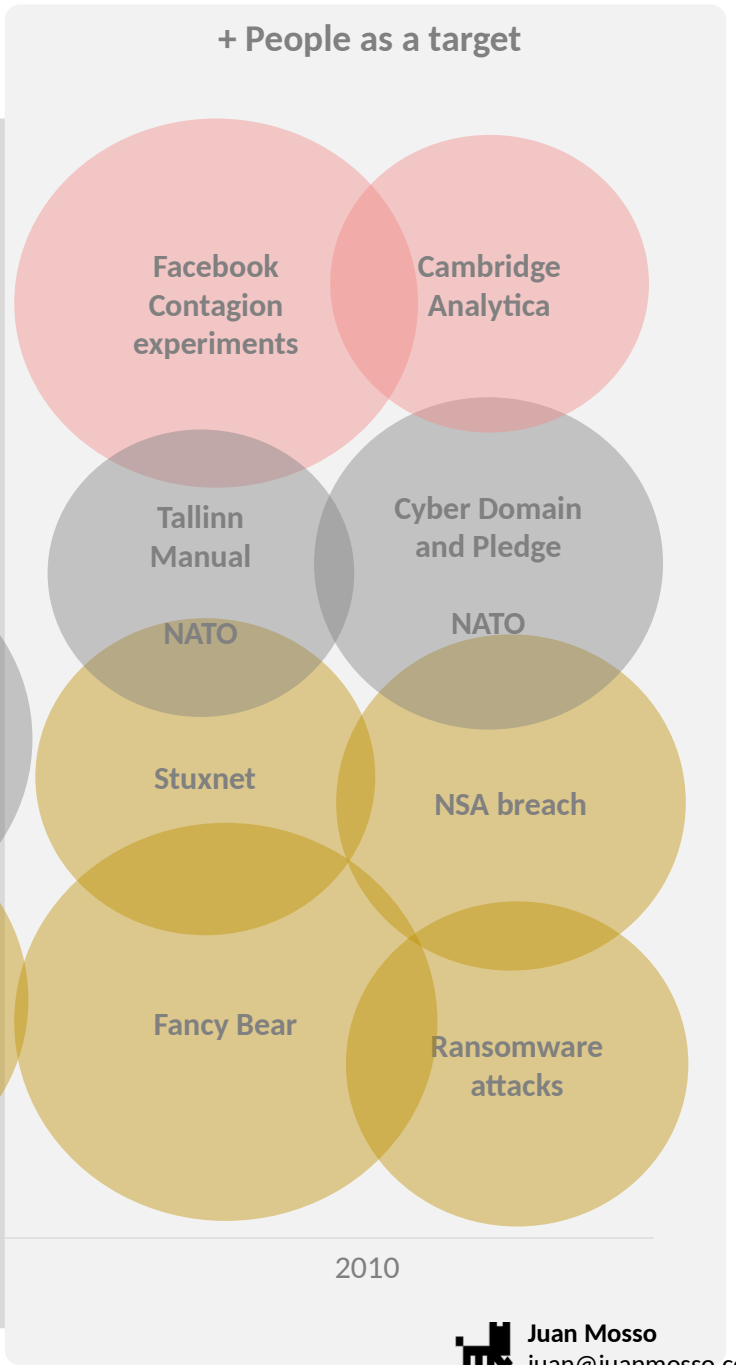 + People as a target
Facebook
Contagion
experiments
Cambridge
Analytica
Tallinn
Manual
NATO
Cyber Domain
and Pledge
NATO
Stuxnet
NSA breach
Fancy Bear
Ransomware
attacks
2010
Juan Mosso